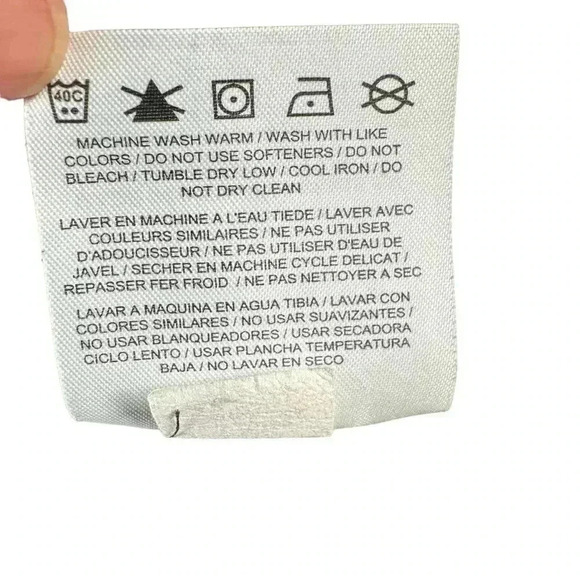 40C
MACHINE WASH WARM / WASH WITH LIKE
COLORS / DO NOT USE SOFTENERS / DO NOT
BLEACH / TUMBLE DRY LOW / COOL IRON / DO
NOT DRY CLEAN
LAVER EN MACHINE A L'EAU TIEDE / LAVER AVEC
COULEURS SIMILAIRES / NE PAS UTILISER
D'ADOUCISSEUR / NE PAS UTILISER D'EAU DE
JAVEL / SECHER EN MACHINE CYCLE DELICAT /
REPASSER FER FROID / NE PAS NETTOYER A SEC
LAVAR A MAQUINA EN AGUA TIBIA / LAVAR CON
COLORES SIMILARES / NO USAR SUAVIZANTES /
NO USAR BLANQUEADORES / USAR SECADORA
CICLO LENTO / USAR PLANCHA TEMPERATURA
BAJA / NO LAVAR EN SECO